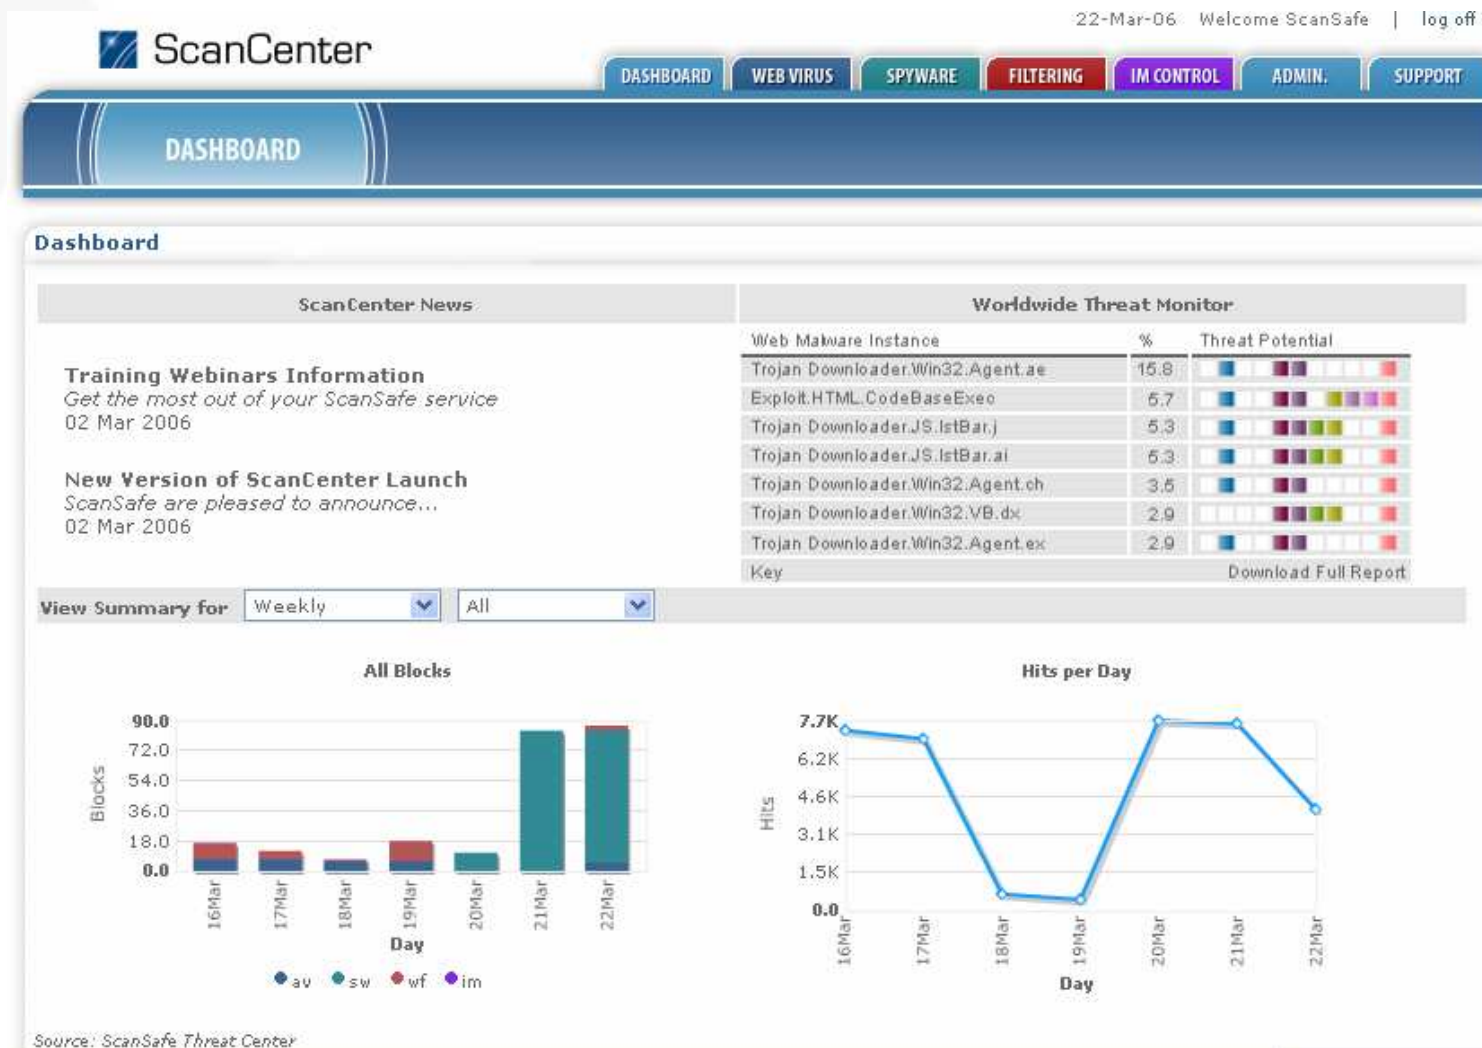 22-Mar-06 Welcome ScanSafe | log off
ScanCenter
DASHBOARD WEB VIRUS SPYWARE FILTERING IM CONTROL ADMIN. SUPPORT
DASHBOARD
Dashboard
ScanCenter News
Training Webinars Information
Get the most out of your ScanSafe service
02 Mar 2006
New Version of ScanCenter Launch
ScanSafe are pleased to announce...
02 Mar 2006
Worldwide Threat Monitor
Web Malware Instance % Threat Potential
Trojan Downloader.Win32.Agent.ae 15.8
Exploit.HTML.CodeBaseExec 5.7
Trojan Downloader.JS.IstBar.j 5.3
Trojan Downloader.JS.IstBar.ai 5.3
Trojan Downloader.Win32.Agent.ch 3.5
Trojan Downloader.Win32.VB.dx 2.9
Trojan Downloader.Win32.Agent.ex 2.9
Key Download Full Report
View Summary for Weekly All
All Blocks
90.0
72.0
54.0
36.0
18.0
0.0
Blocks
16Mar 17Mar 18Mar 19Mar 20Mar 21Mar 22Mar
Day
av sw wf im
Hits per Day
7.7K
6.2K
4.6K
3.1K
1.5K
0.0
Hits
16Mar 17Mar 18Mar 19Mar 20Mar 21Mar 22Mar
Day
Source: ScanSafe Threat Center